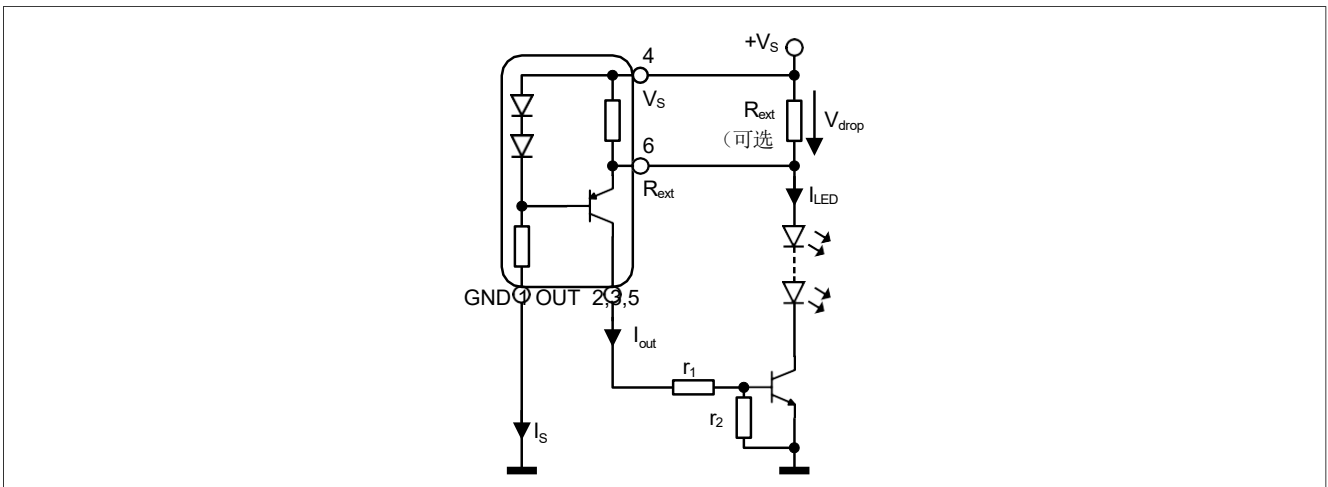 +VS
4
VS
Rext
(可选
Vdrop
6
Rext
ILED
GND 1 OUT 2,3,5
Iout
r1
r2
IS